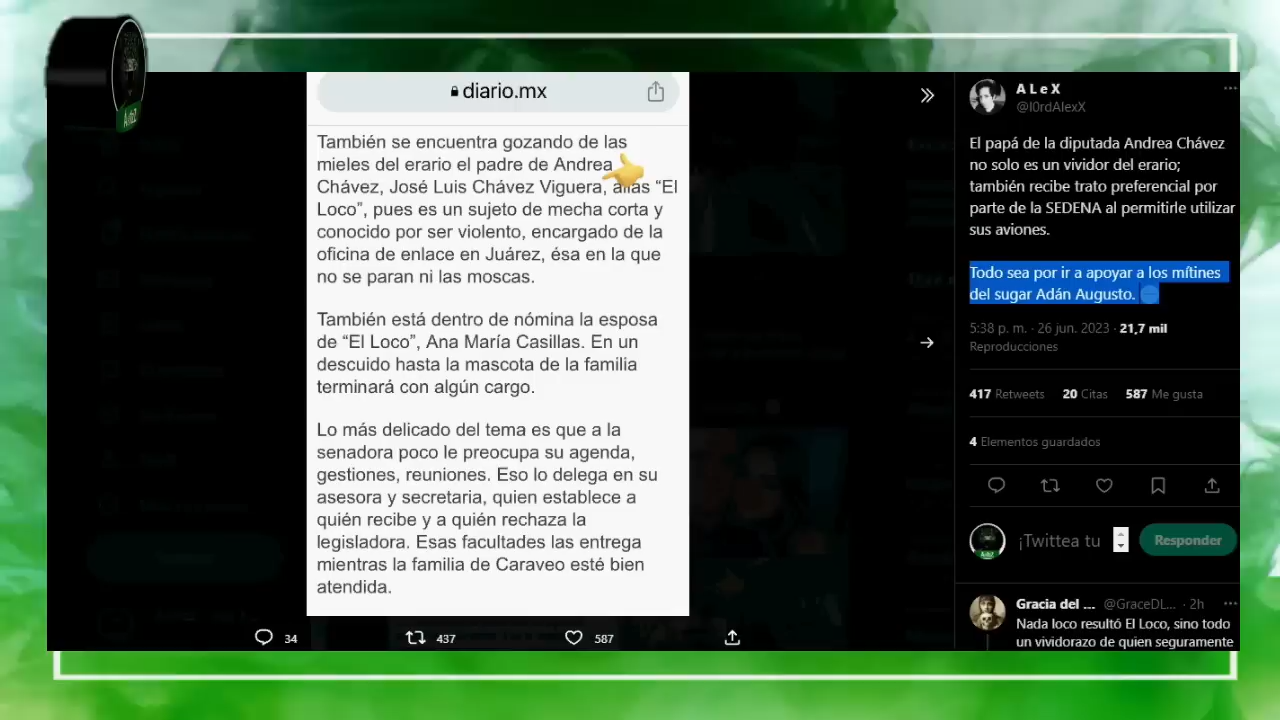 diario.mx
También se encuentra gozando de las
mieles del erario el padre de Andrea
Chávez, José Luis Chávez Viguera, alias “El
Loco”, pues es un sujeto de mecha corta y
conocido por ser violento, encargado de la
oficina de enlace en Juárez, ésa en la que
no se paran ni las moscas.
También está dentro de nómina la esposa
de “El Loco”, Ana María Casillas. En un
descuido hasta la mascota de la familia
terminará con algún cargo.
Lo más delicado del tema es que a la
senadora poco le preocupa su agenda,
gestiones, reuniones. Eso lo delega en su
asesora y secretaria, quien establece a
quién recibe y a quién rechaza la
legisladora. Esas facultades las entrega
mientras la familia de Caraveo esté bien
atendida.
34 437 587
A L e X
@l0rdAlexX
El papá de la diputada Andrea Chávez
no solo es un vividor del erario;
también recibe trato preferencial por
parte de la SEDENA al permitirle utilizar
sus aviones.
Todo sea por ir a apoyar a los mítines
del sugar Adán Augusto.
5:38 p. m. · 26 jun. 2023 · 21,7 mil
Reproducciones
417 Retweets 20 Citas 587 Me gusta
4 Elementos guardados
¡Twittea tu
Responder
Gracia del ... @GraceDL... · 2h
Nada loco resultó El Loco, sino todo
un vividorazo de quien seguramente